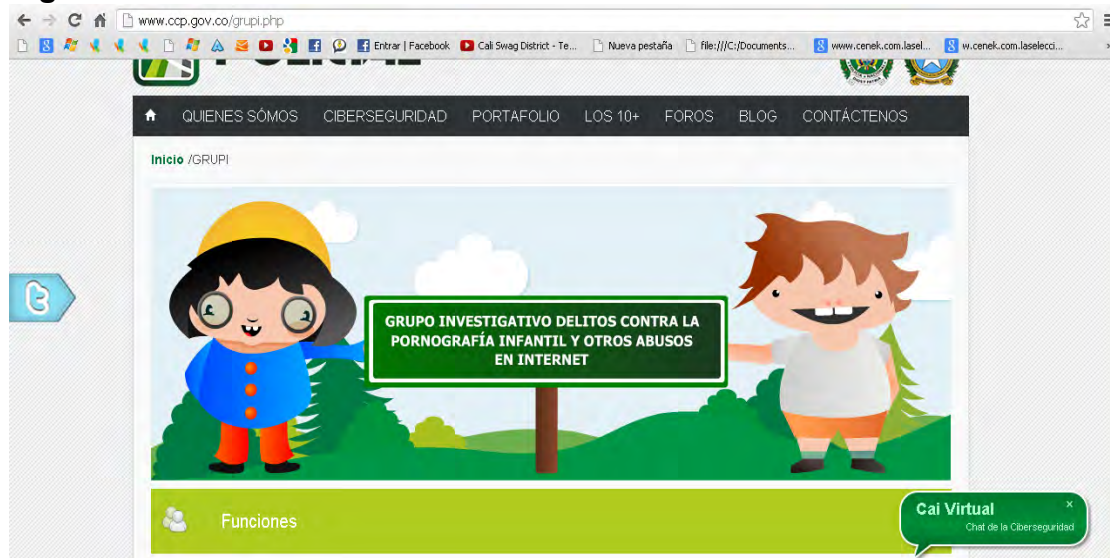 www.ccp.gov.co/grupi.php
Entrar | Facebook
Cali Swag District - Te...
Nueva pestaña
file:///C:/Documents...
www.cenek.com.lasel...
w.cenek.com.laselecci...
QUIENES SÓMOS
CIBERSEGURIDAD
PORTAFOLIO
LOS 10+
FOROS
BLOG
CONTÁCTENOS
Inicio /GRUPI
GRUPO INVESTIGATIVO DELITOS CONTRA LA
PORNOGRAFÍA INFANTIL Y OTROS ABUSOS
EN INTERNET
Funciones
Cai Virtual
Chat de la Ciberseguridad